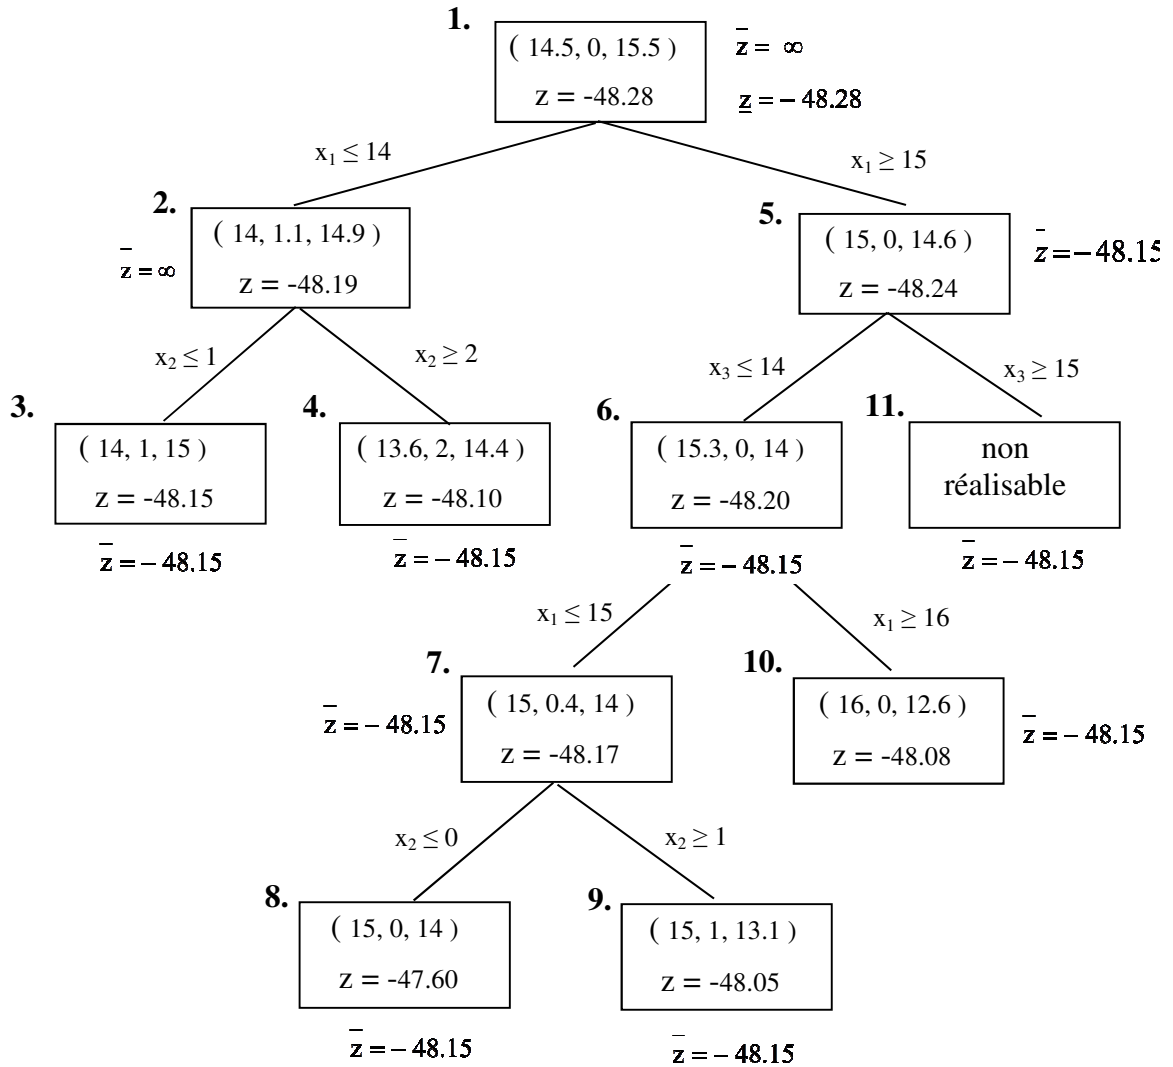 1.
( 14.5, 0, 15.5 )
z = -48.28
z̅ = ∞
z̲ = − 48.28
x₁ ≤ 14
x₁ ≥ 15
2.
( 14, 1.1, 14.9 )
z = -48.19
z̅ = ∞
5.
( 15, 0, 14.6 )
z = -48.24
z̅ = − 48.15
x₂ ≤ 1
x₂ ≥ 2
x₃ ≤ 14
x₃ ≥ 15
3.
( 14, 1, 15 )
z = -48.15
z̅ = − 48.15
4.
( 13.6, 2, 14.4 )
z = -48.10
z̅ = − 48.15
6.
( 15.3, 0, 14 )
z = -48.20
z̅ = − 48.15
11.
non
réalisable
z̅ = − 48.15
x₁ ≤ 15
x₁ ≥ 16
7.
( 15, 0.4, 14 )
z = -48.17
z̅ = − 48.15
10.
( 16, 0, 12.6 )
z = -48.08
z̅ = − 48.15
x₂ ≤ 0
x₂ ≥ 1
8.
( 15, 0, 14 )
z = -47.60
z̅ = − 48.15
9.
( 15, 1, 13.1 )
z = -48.05
z̅ = − 48.15